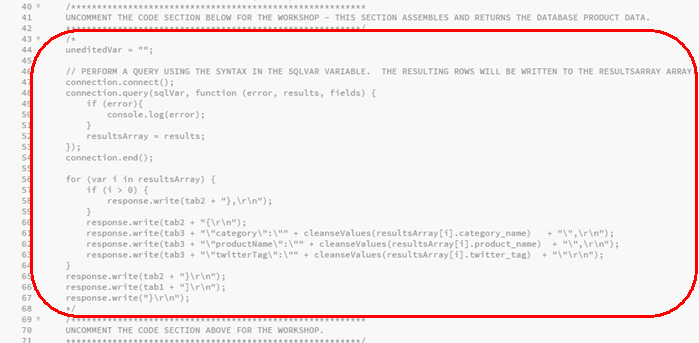 40 /*********************************************************
41 UNCOMMENT THE CODE SECTION BELOW FOR THE WORKSHOP - THIS SECTION ASSEMBLES AND RETURNS THE DATABASE PRODUCT DATA.
42 *********************************************************/
43 /*
44 uneditedVar = "";
45
46 // PERFORM A QUERY USING THE SYNTAX IN THE SQLVAR VARIABLE.  THE RESULTING ROWS WILL BE WRITTEN TO THE RESULTSARRAY ARRAY
47 connection.connect();
48 connection.query(sqlVar, function (error, results, fields) {
49     if (error){
50         console.log(error);
51     }
52     resultsArray = results;
53 });
54 connection.end();
55
56 for (var i in resultsArray) {
57     if (i > 0) {
58         response.write(tab2 + "},\r\n");
59     }
60     response.write(tab2 + "{\r\n");
61     response.write(tab3 + "\"category\":\"" + cleanseValues(resultsArray[i].category_name)   + "\",\r\n");
62     response.write(tab3 + "\"productName\":\"" + cleanseValues(resultsArray[i].product_name)  + "\",\r\n");
63     response.write(tab3 + "\"twitterTag\":\"" + cleanseValues(resultsArray[i].twitter_tag)  + "\"\r\n");
64 }
65 response.write(tab2 + "}\r\n");
66 response.write(tab1 + "]\r\n");
67 response.write("}\r\n");
68 */
69 /*********************************************************
70 UNCOMMENT THE CODE SECTION ABOVE FOR THE WORKSHOP.
71 *********************************************************/